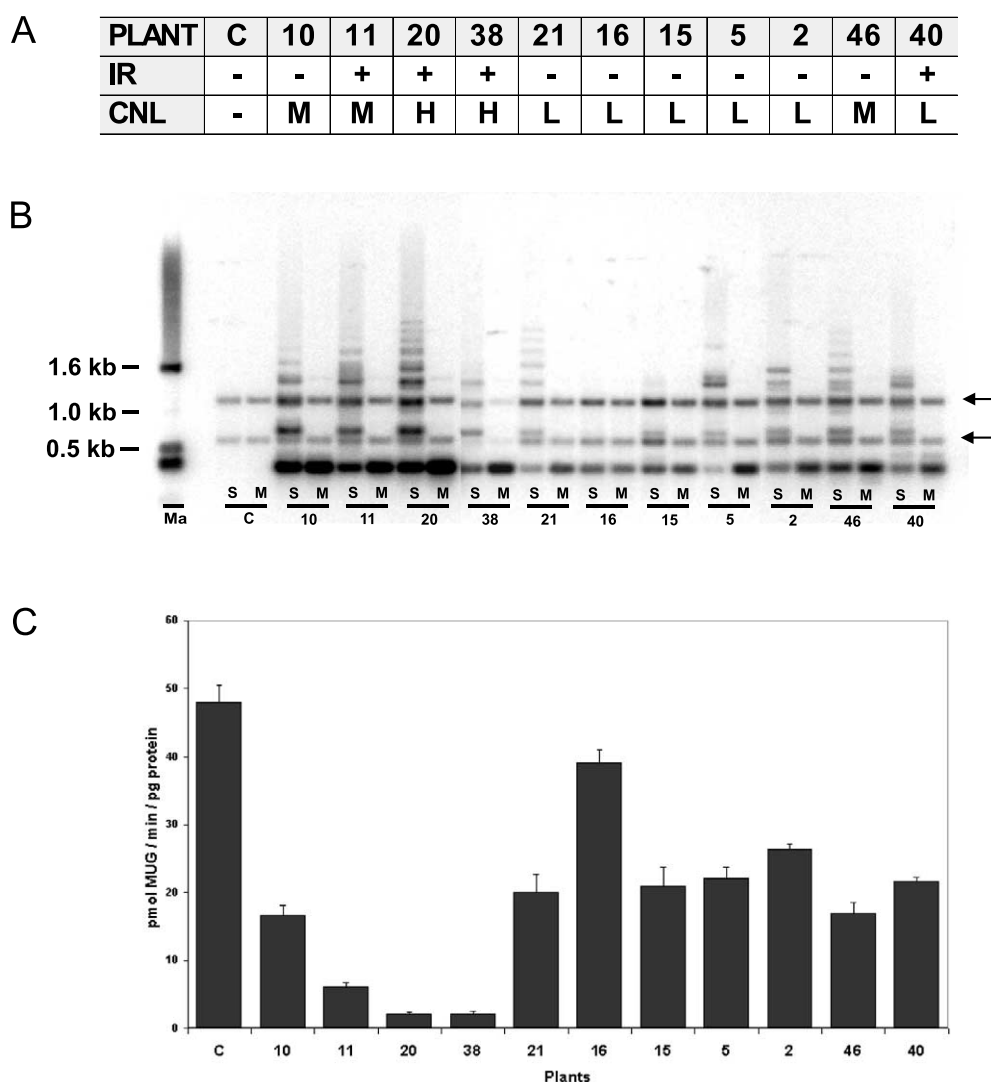 A
PLANT C 10 11 20 38 21 16 15 5 2 46 40
IR - - + + + - - - - - - +
CNL - M M H H L L L L L M L
B
1.6 kb
1.0 kb
0.5 kb
S M S M S M S M S M S M S M S M S M S M S M S M
Ma C 10 11 20 38 21 16 15 5 2 46 40
C
60
50
40
30
20
10
0
pmol MUG / min / pg protein
C 10 11 20 38 21 16 15 5 2 46 40
Plants